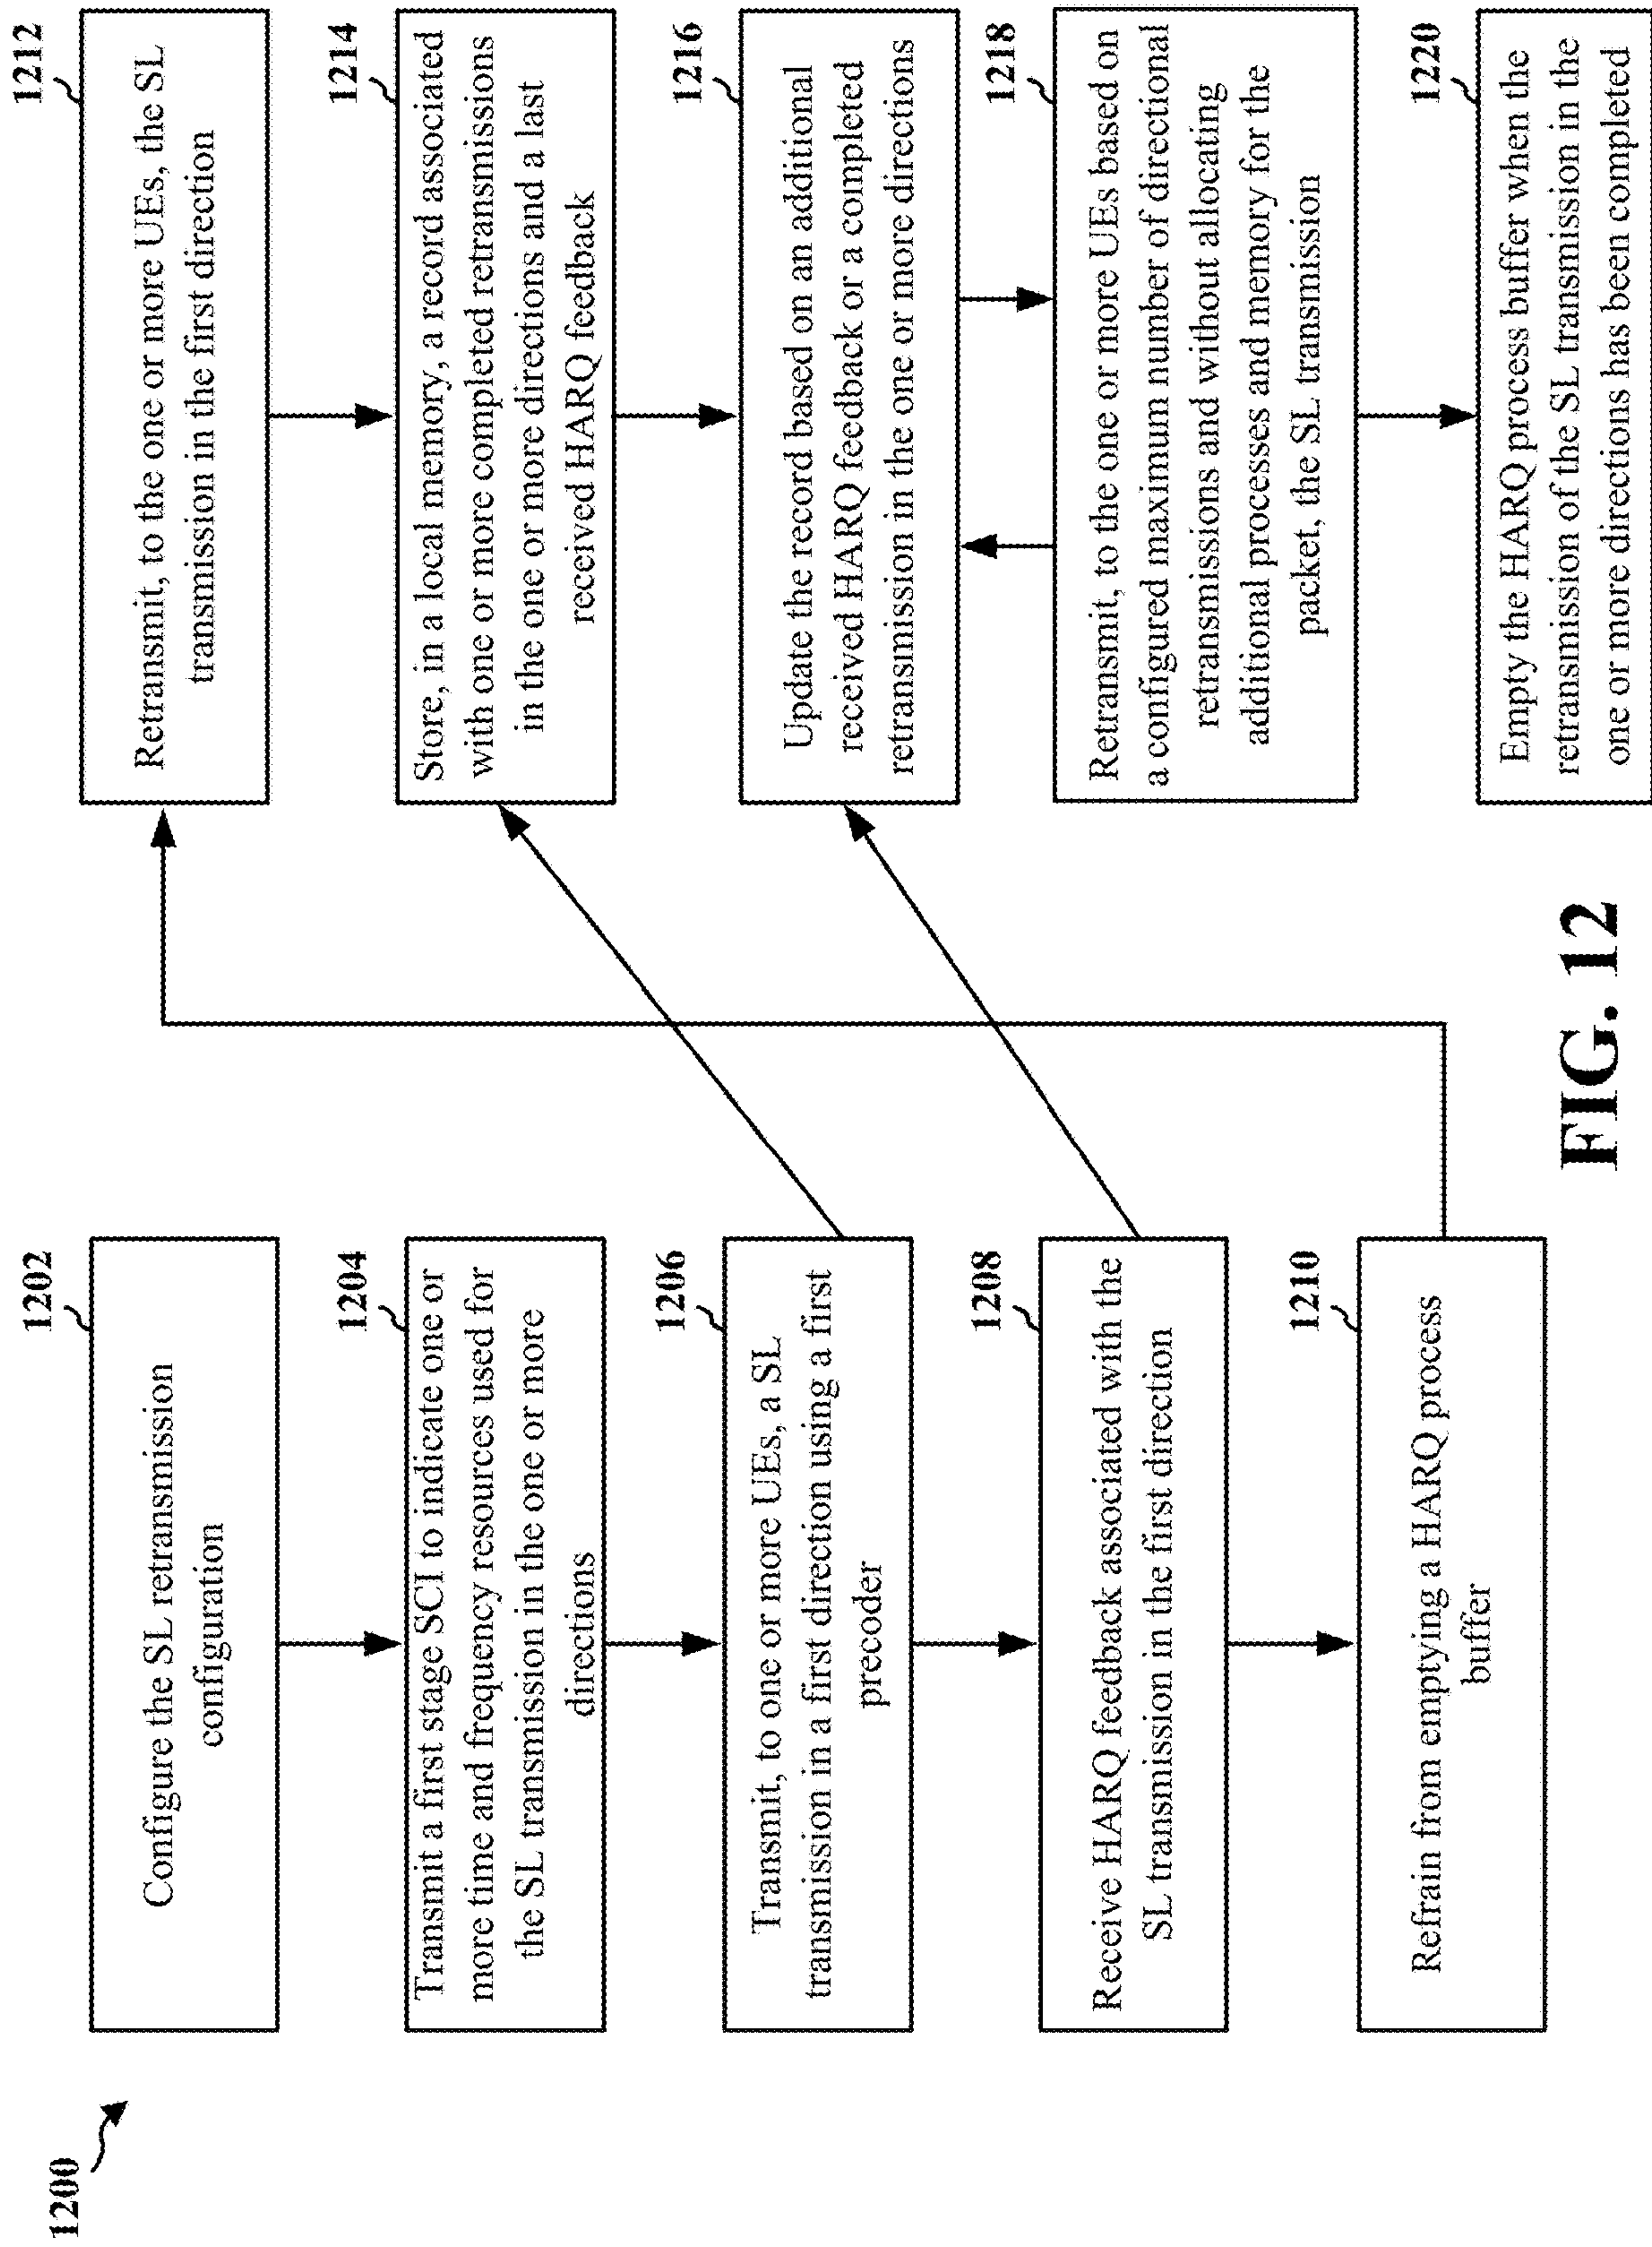 1200
1202
Configure the SL retransmission
configuration
1204
Transmit a first stage SCI to indicate one or
more time and frequency resources used for
the SL transmission in the one or more
directions
1206
Transmit, to one or more UEs, a SL
transmission in a first direction using a first
precoder
1208
Receive HARQ feedback associated with the
SL transmission in the first direction
1210
Refrain from emptying a HARQ process
buffer
1212
Retransmit, to the one or more UEs, the SL
transmission in the first direction
1214
Store, in a local memory, a record associated
with one or more completed retransmissions
in the one or more directions and a last
received HARQ feedback
1216
Update the record based on an additional
received HARQ feedback or a completed
retransmission in the one or more directions
1218
Retransmit, to the one or more UEs based on
a configured maximum number of directional
retransmissions and without allocating
additional processes and memory for the
packet, the SL transmission
1220
Empty the HARQ process buffer when the
retransmission of the SL transmission in the
one or more directions has been completed
FIG. 12